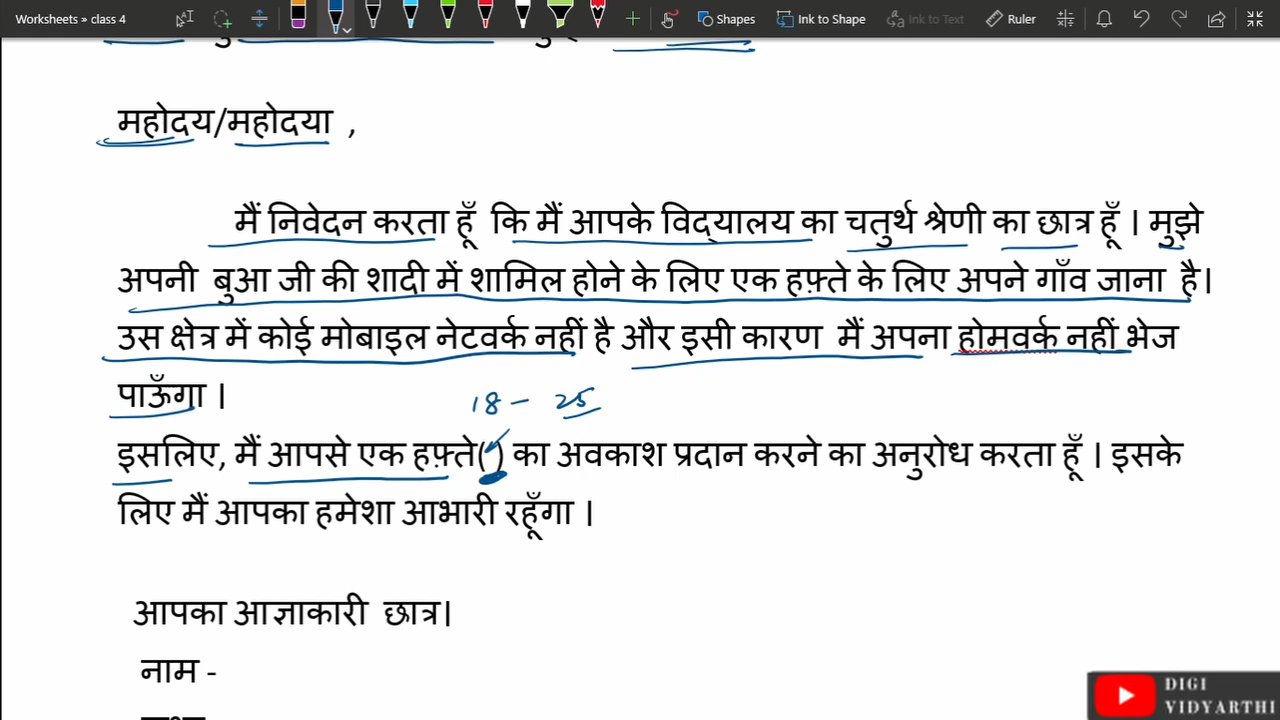 Worksheets » class 4
Shapes
Ink to Shape
Ink to Text
Ruler
महोदय/महोदया ,
मैं निवेदन करता हूँ कि मैं आपके विद्यालय का चतुर्थ श्रेणी का छात्र हूँ । मुझे
अपनी बुआ जी की शादी में शामिल होने के लिए एक हफ़्ते के लिए अपने गाँव जाना है।
उस क्षेत्र में कोई मोबाइल नेटवर्क नहीं है और इसी कारण मैं अपना होमवर्क नहीं भेज
पाऊँगा ।
18 - 25
इसलिए, मैं आपसे एक हफ़्ते( ) का अवकाश प्रदान करने का अनुरोध करता हूँ । इसके
लिए मैं आपका हमेशा आभारी रहूँगा ।
आपका आज्ञाकारी छात्र।
नाम -
DIGI
VIDYARTHI